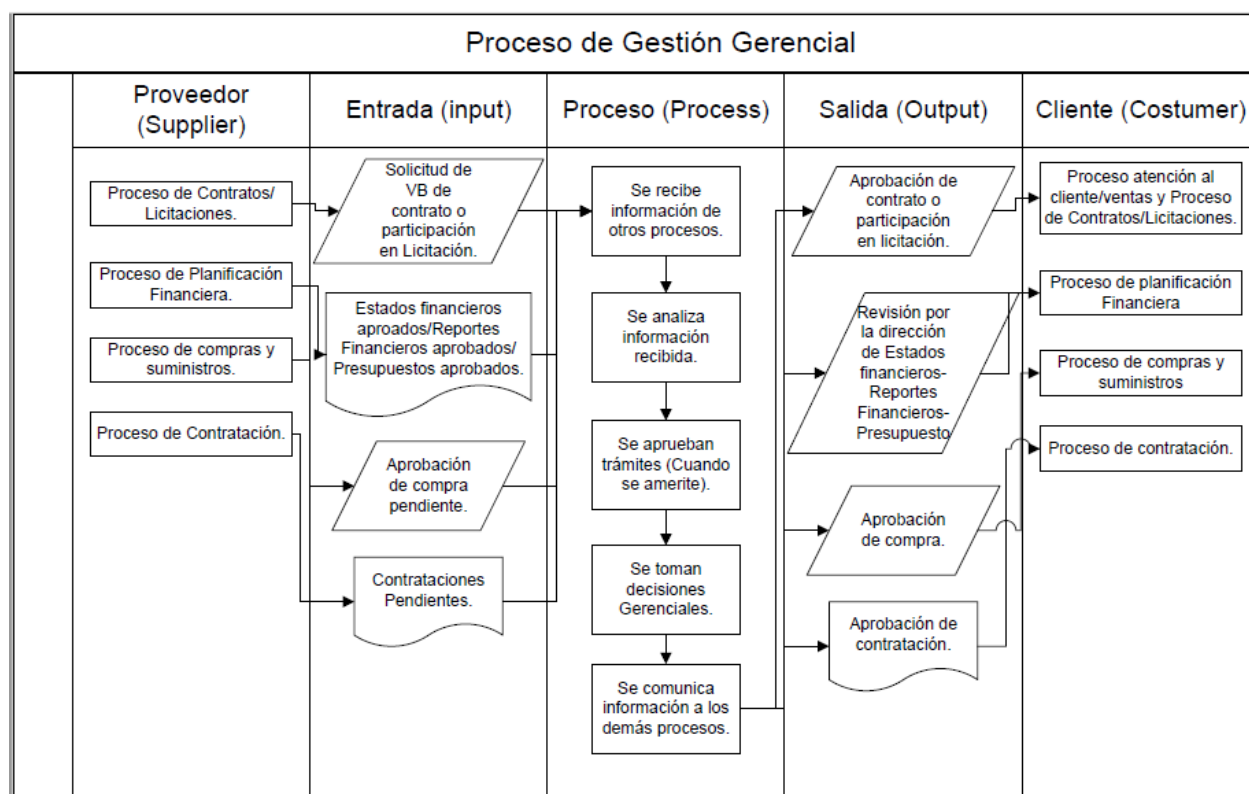 Proceso de Gestión Gerencial
Proveedor
(Supplier)
Entrada (input)
Proceso (Process)
Salida (Output)
Cliente (Costumer)
Proceso de Contratos/
Licitaciones.
Proceso de Planificación
Financiera.
Proceso de compras y
suministros.
Proceso de Contratación.
Solicitud de
VB de
contrato o
participación
en Licitación.
Estados financieros
aproados/Reportes
Financieros aprobados/
Presupuestos aprobados.
Aprobación
de compra
pendiente.
Contrataciones
Pendientes.
Se recibe
información de
otros procesos.
Se analiza
información
recibida.
Se aprueban
trámites (Cuando
se amerite).
Se toman
decisiones
Gerenciales.
Se comunica
información a los
demás procesos.
Aprobación de
contrato o
participación
en licitación.
Revisión por
la dirección
de Estados
financieros-
Reportes
Financieros-
Presupuesto
Aprobación
de compra.
Aprobación de
contratación.
Proceso atención al
cliente/ventas y Proceso
de Contratos/Licitaciones.
Proceso de planificación
Financiera
Proceso de compras y
suministros
Proceso de contratación.